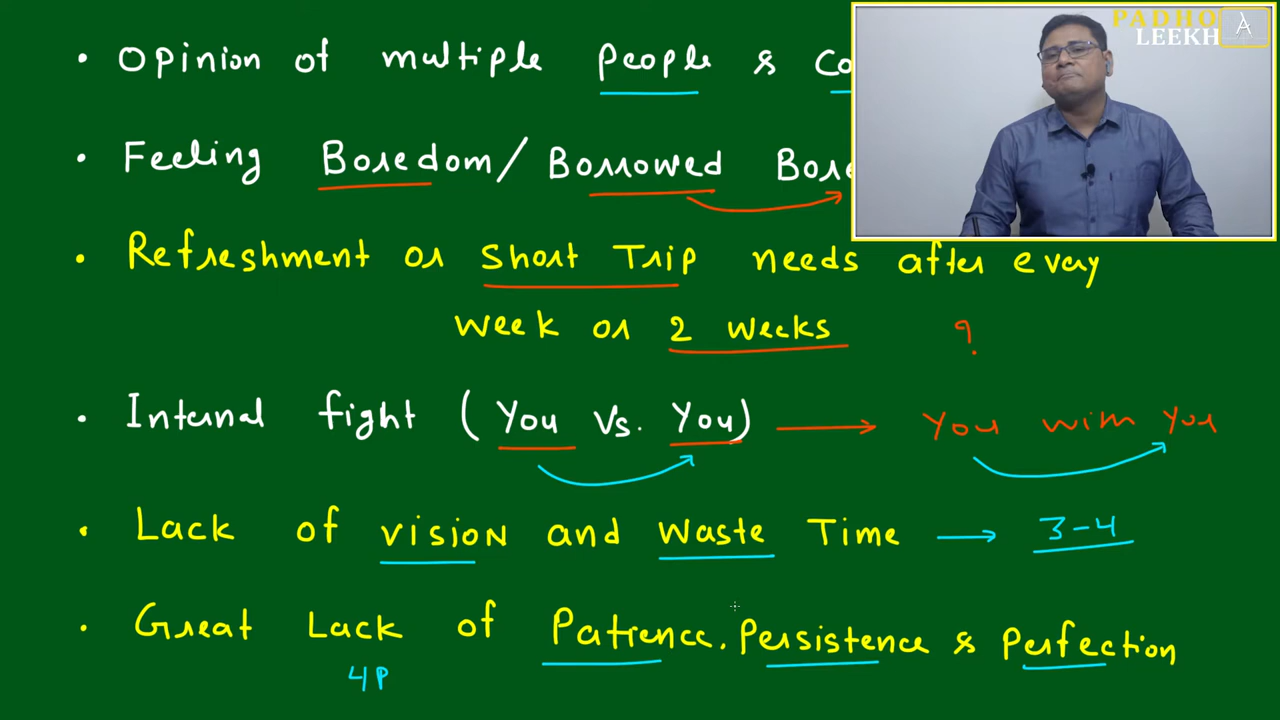 PADHO
LEEKH
• Opinion of multiple People &
• Feeling Boredom/ Borrowed
• Refreshment or Short Trip needs after every
week or 2 weeks ?
• Internal fight ( You Vs. You) → You with You
• Lack of vision and Waste Time → 3-4
• Great Lack of Patience, Persistence & Perfection
4P